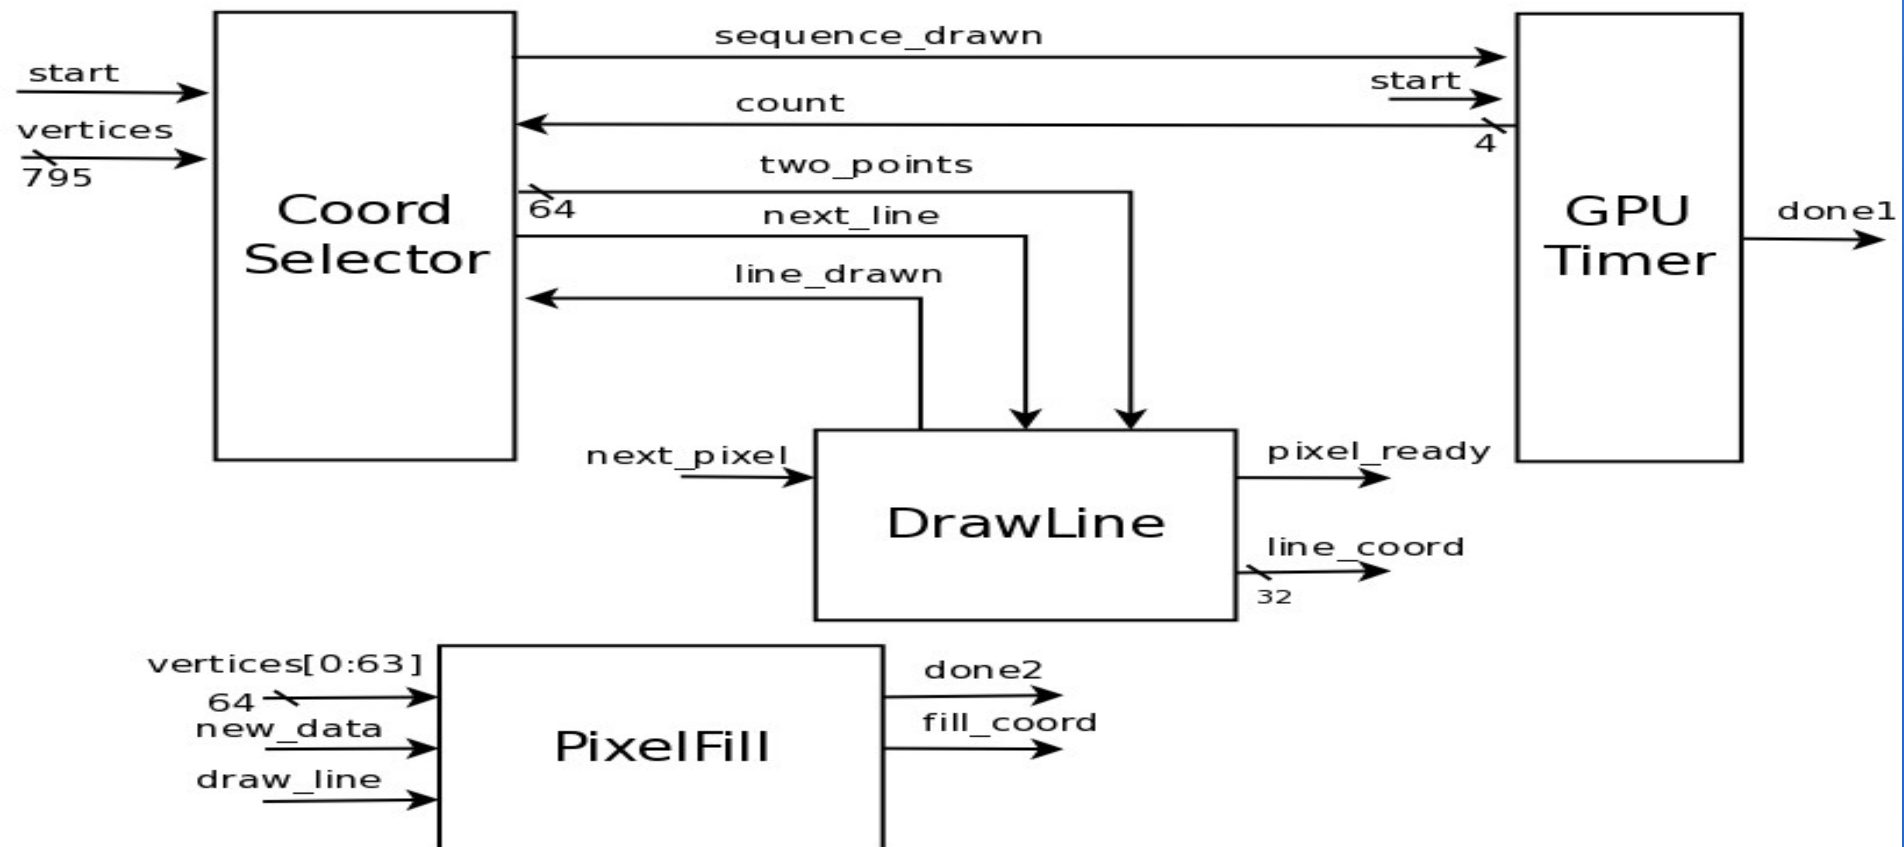 sequence_drawn
start
start
count
vertices
4
795
two_points
64
next_line
line_drawn
Coord
Selector
GPU
Timer
done1
next_pixel
pixel_ready
DrawLine
line_coord
32
vertices[0:63]
64
new_data
draw_line
PixelFill
done2
fill_coord